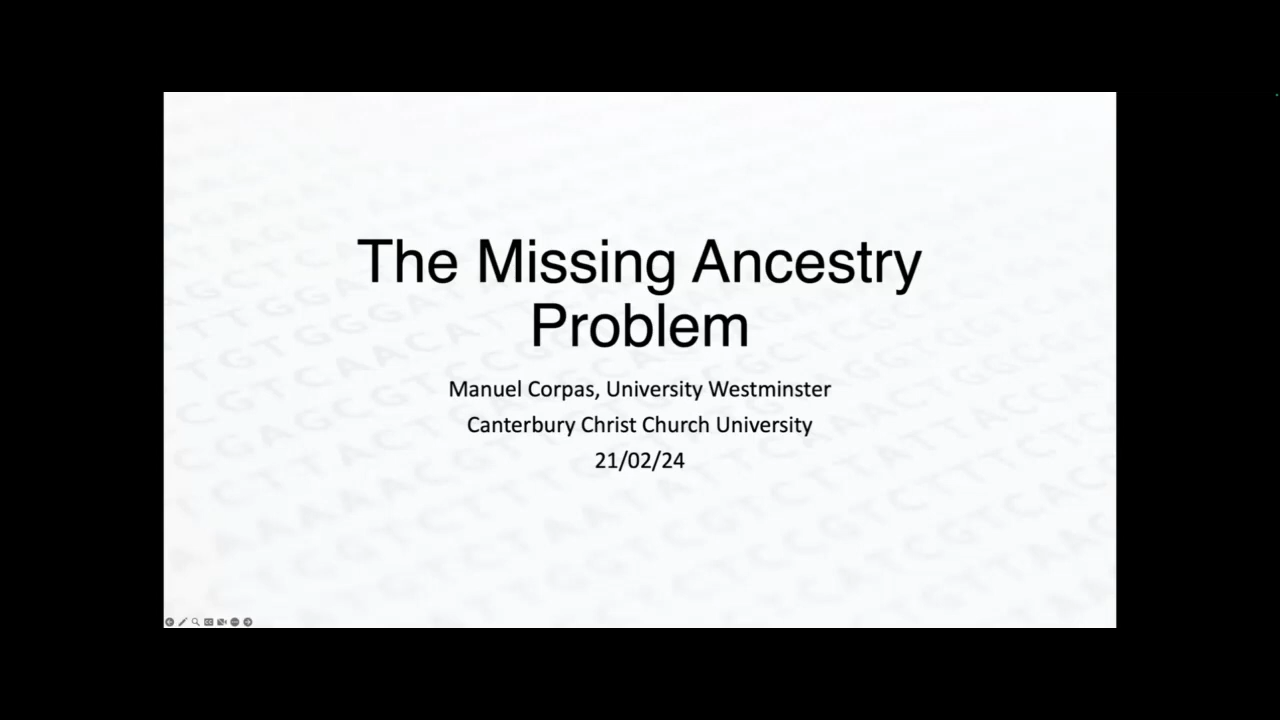 The Missing Ancestry
Problem
Manuel Corpas, University Westminster
Canterbury Christ Church University
21/02/24